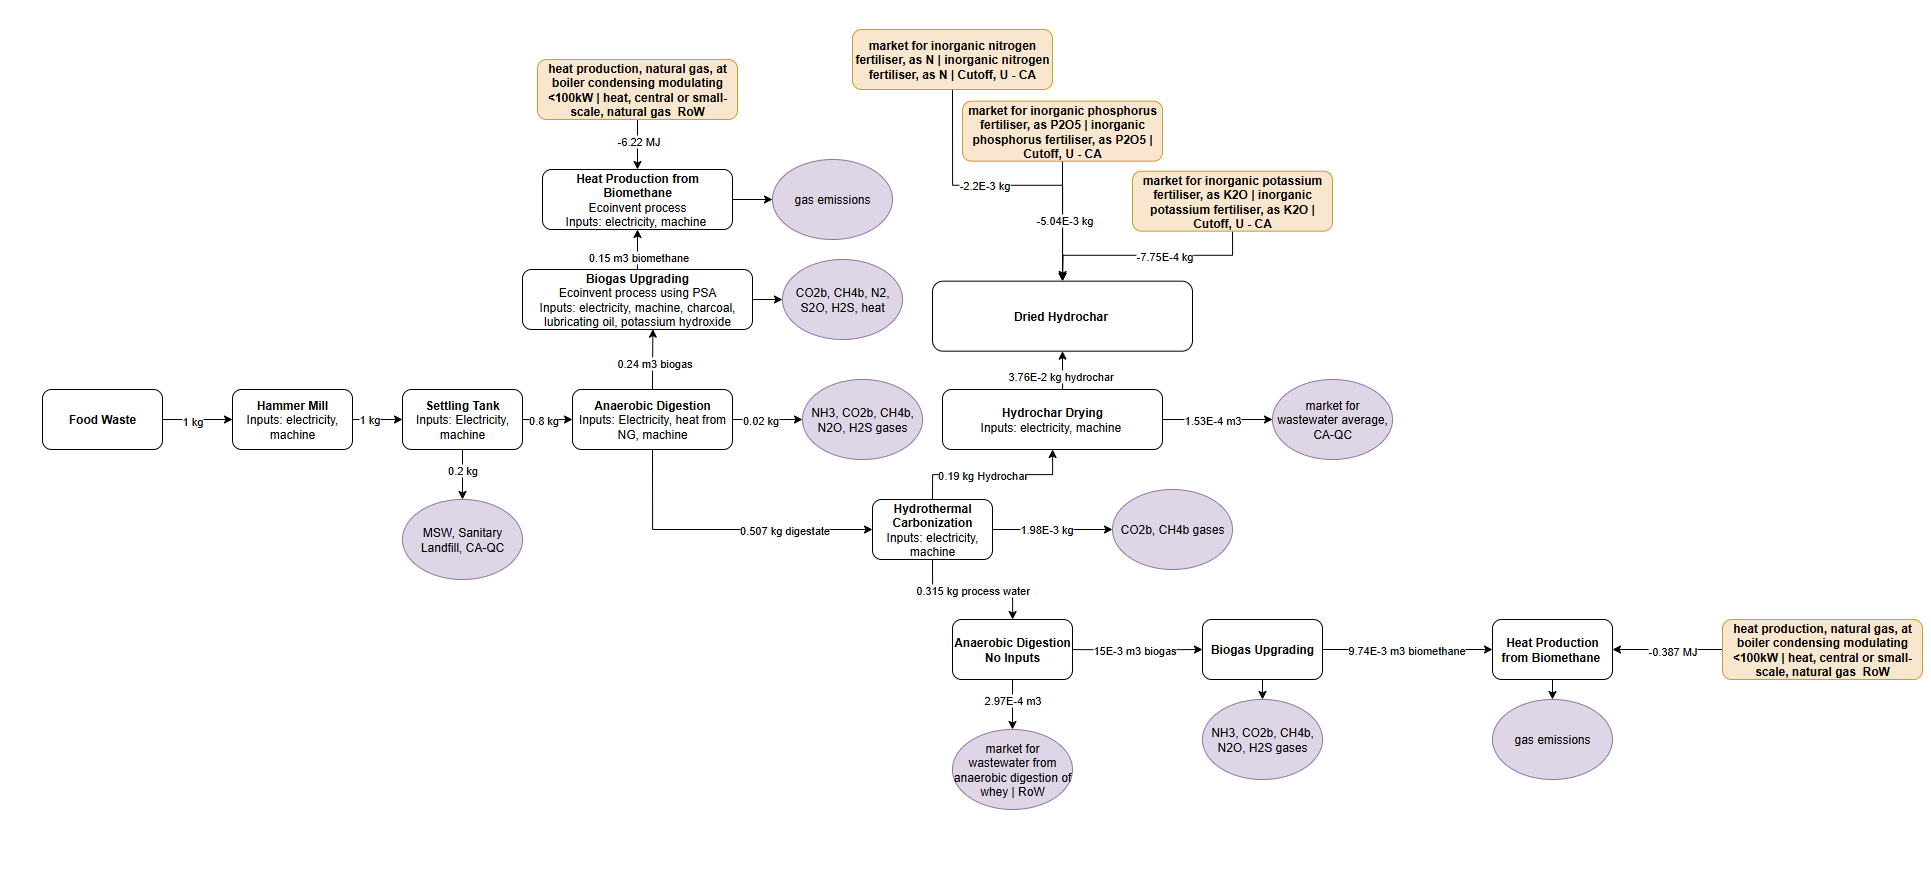 market for inorganic nitrogen
fertiliser, as N | inorganic nitrogen
fertiliser, as N | Cutoff, U - CA
heat production, natural gas, at
boiler condensing modulating
<100kW | heat, central or small-
scale, natural gas  RoW
market for inorganic phosphorus
fertiliser, as P2O5 | inorganic
phosphorus fertiliser, as P2O5 |
Cutoff, U - CA
-6.22 MJ
market for inorganic potassium
fertiliser, as K2O | inorganic
potassium fertiliser, as K2O |
Cutoff, U - CA
Heat Production from
Biomethane
Ecoinvent process
Inputs: electricity, machine
gas emissions
-2.2E-3 kg
-5.04E-3 kg
-7.75E-4 kg
0.15 m3 biomethane
Biogas Upgrading
Ecoinvent process using PSA
Inputs: electricity, machine, charcoal,
lubricating oil, potassium hydroxide
CO2b, CH4b, N2,
S2O, H2S, heat
Dried Hydrochar
0.24 m3 biogas
3.76E-2 kg hydrochar
Food Waste
1 kg
Hammer Mill
Inputs: electricity,
machine
1 kg
Settling Tank
Inputs: Electricity,
machine
0.8 kg
Anaerobic Digestion
Inputs: Electricity, heat from
NG, machine
0.02 kg
NH3, CO2b, CH4b,
N2O, H2S gases
Hydrochar Drying
Inputs: electricity, machine
1.53E-4 m3
market for
wastewater average,
CA-QC
0.2 kg
0.19 kg Hydrochar
MSW, Sanitary
Landfill, CA-QC
0.507 kg digestate
Hydrothermal
Carbonization
Inputs: electricity,
machine
1.98E-3 kg
CO2b, CH4b gases
0.315 kg process water
Anaerobic Digestion
No Inputs
15E-3 m3 biogas
Biogas Upgrading
9.74E-3 m3 biomethane
Heat Production
from Biomethane
-0.387 MJ
heat production, natural gas, at
boiler condensing modulating
<100kW | heat, central or small-
scale, natural gas  RoW
2.97E-4 m3
market for
wastewater from
anaerobic digestion of
whey | RoW
NH3, CO2b, CH4b,
N2O, H2S gases
gas emissions